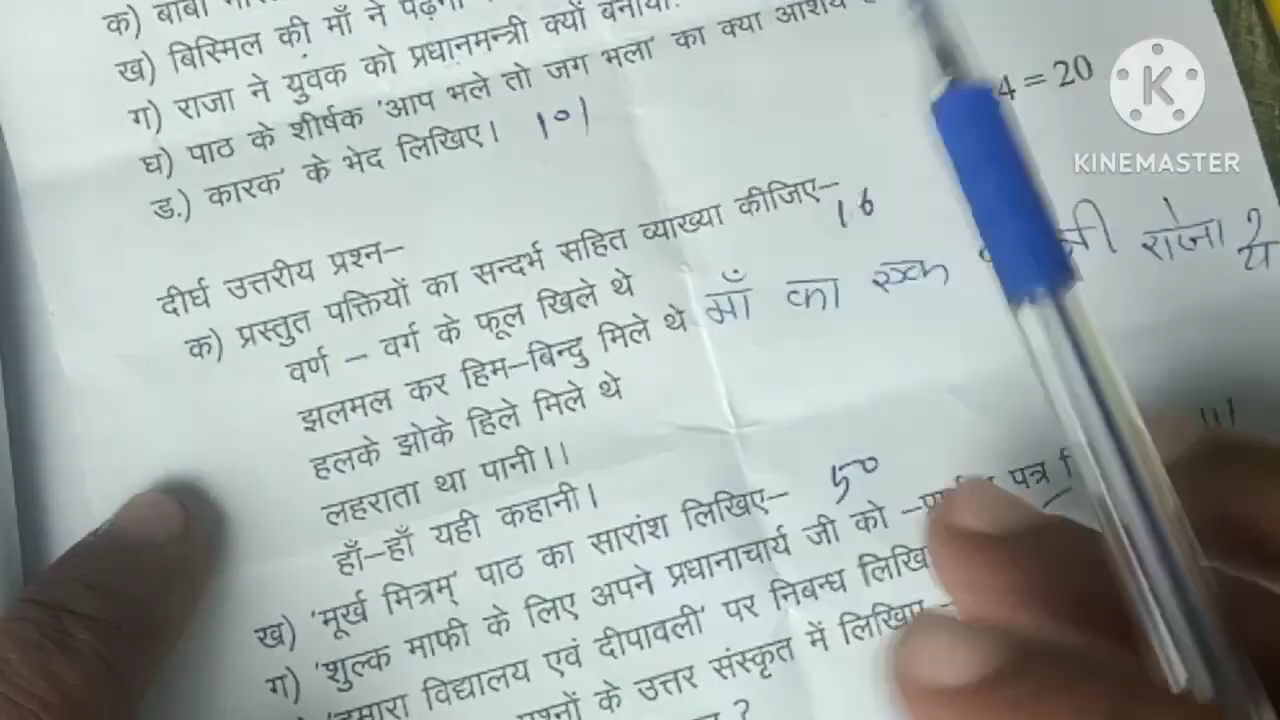 क) बाबा
ख) बिस्मिल की माँ ने
ग) राजा ने युवक को प्रधानमन्त्री क्यों बनाया?
घ) पाठ के शीर्षक 'आप भले तो जग भला' का क्या आशय
ड.) कारक' के भेद लिखिए। 101
4 = 20
KINEMASTER
दीर्घ उत्तरीय प्रश्न–
क) प्रस्तुत पक्तियों का सन्दर्भ सहित व्याख्या कीजिए– 16
वर्ण – वर्ग के फूल खिले थे
झलमल कर हिम–बिन्दु मिले थे माँ का राजा
हलके झोके हिले मिले थे
लहराता था पानी।।
हाँ–हाँ यही कहानी।
ख) 'मूर्ख मित्रम्' पाठ का सारांश लिखिए– 50
ग) 'शुल्क माफी के लिए अपने प्रधानाचार्य जी को पत्र
'हमारा विद्यालय एवं दीपावली' पर निबन्ध
के उत्तर संस्कृत में लिखिए –
?